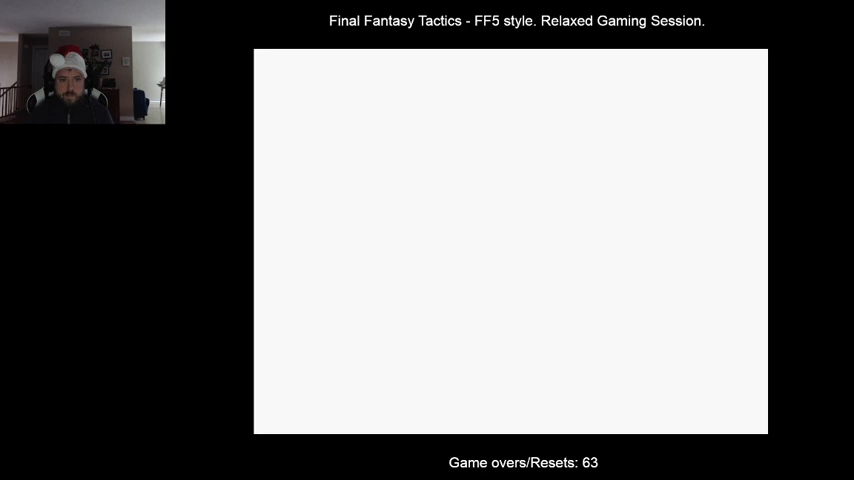 Final Fantasy Tactics - FF5 style. Relaxed Gaming Session.
Game overs/Resets: 63